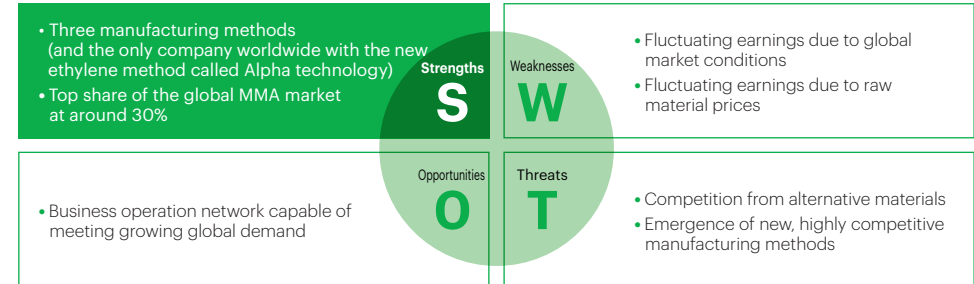 • Three manufacturing methods
(and the only company worldwide with the new
ethylene method called Alpha technology)
• Top share of the global MMA market
at around 30%
Strengths
S
Weaknesses
W
• Fluctuating earnings due to global
market conditions
• Fluctuating earnings due to raw
material prices
• Business operation network capable of
meeting growing global demand
Opportunities
O
Threats
T
• Competition from alternative materials
• Emergence of new, highly competitive
manufacturing methods